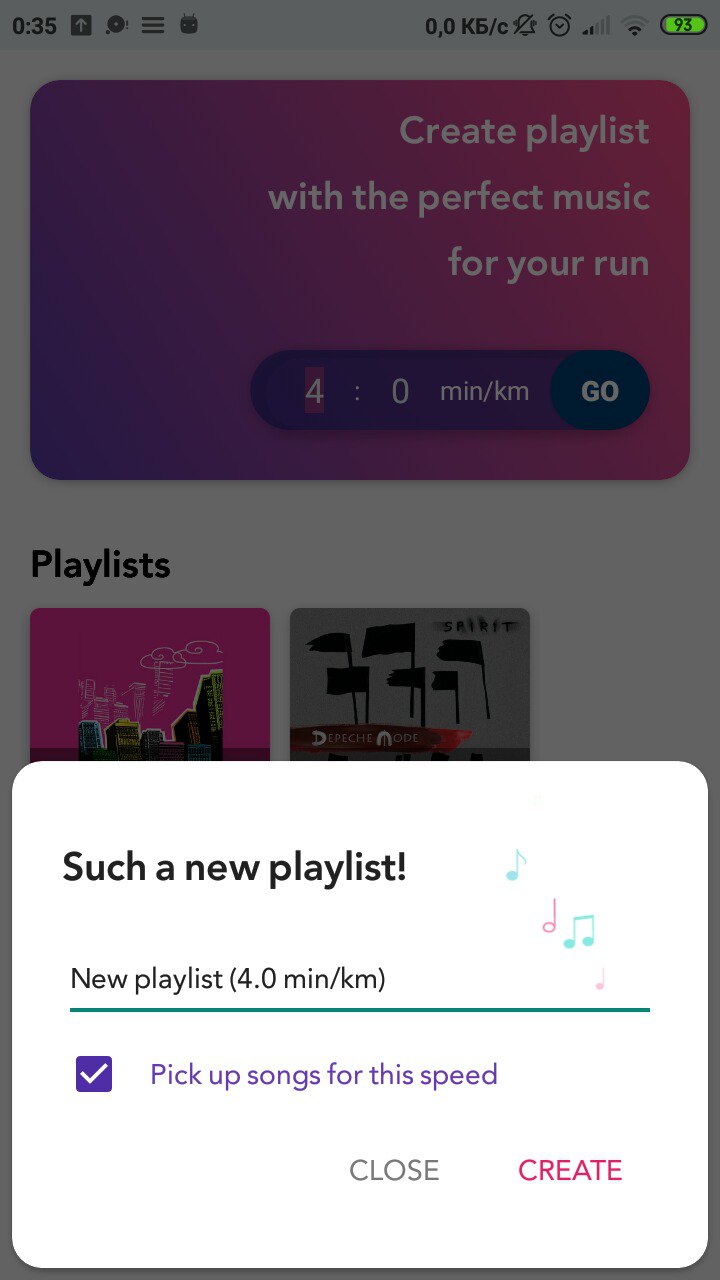 0:35 0,0 КБ/с 93
Create playlist
with the perfect music
for your run
4 : 0 min/km GO
Playlists
SPIRIT
DEPECHE MODE
Such a new playlist!
New playlist (4.0 min/km)
Pick up songs for this speed
CLOSE CREATE